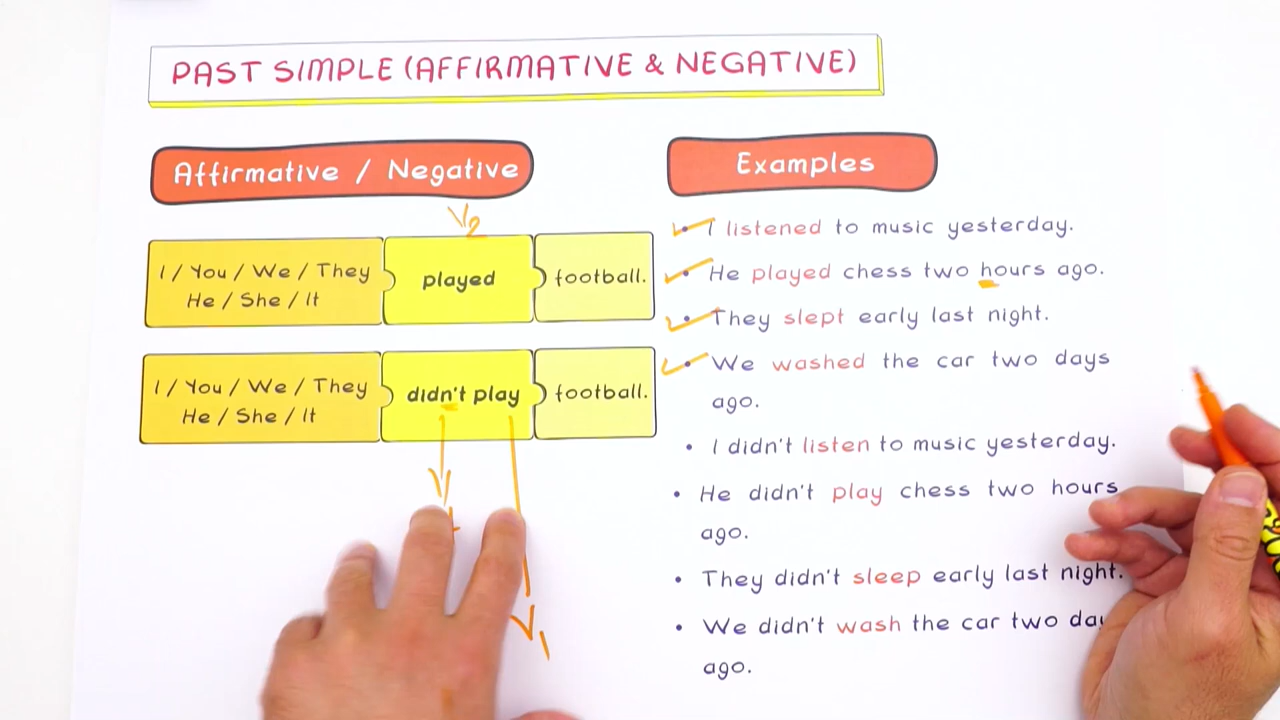 PAST SIMPLE (AFFIRMATIVE & NEGATIVE)
Affirmative / Negative
V2
I / You / We / They
He / She / It
played
football.
I / You / We / They
He / She / It
didn't play
football.
V1
Examples
• I listened to music yesterday.
• He played chess two hours ago.
• They slept early last night.
• We washed the car two days
ago.
• I didn't listen to music yesterday.
• He didn't play chess two hours
ago.
• They didn't sleep early last night.
• We didn't wash the car two
ago.